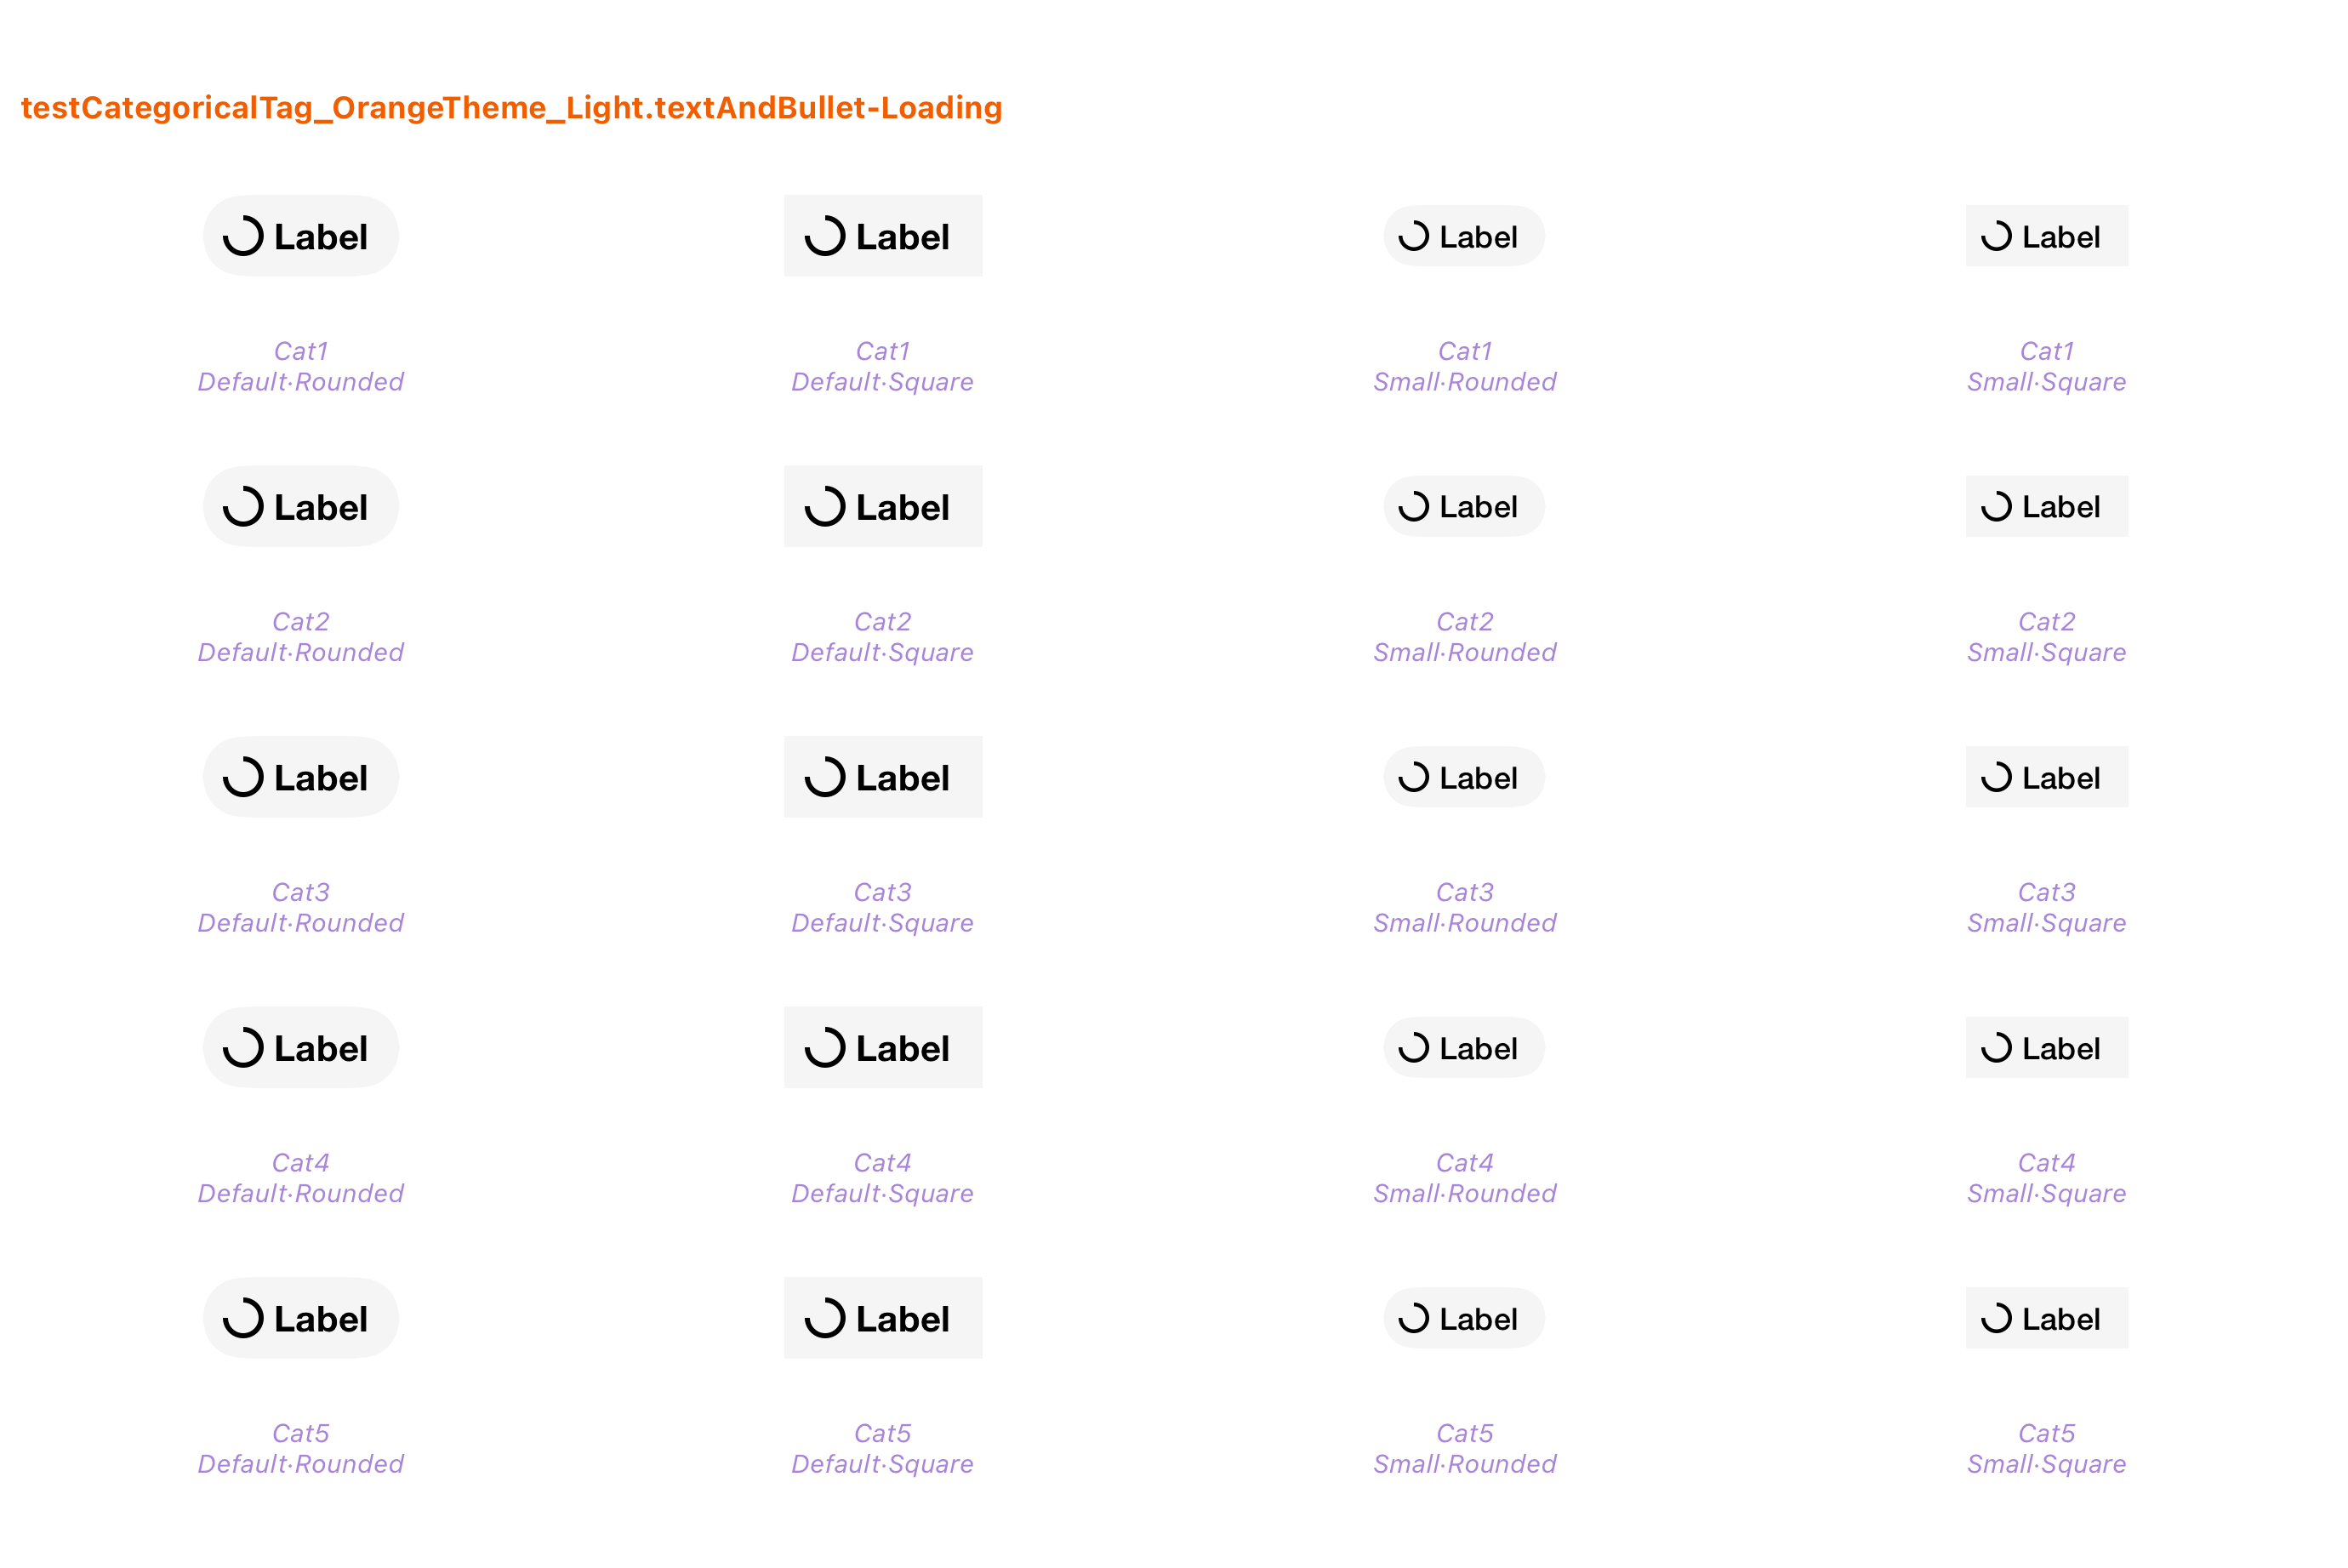 testCategoricalTag_OrangeTheme_Light.textAndBullet-Loading
Label Label Label Label
Cat1 Cat1 Cat1 Cat1
Default·Rounded Default·Square Small·Rounded Small·Square
Label Label Label Label
Cat2 Cat2 Cat2 Cat2
Default·Rounded Default·Square Small·Rounded Small·Square
Label Label Label Label
Cat3 Cat3 Cat3 Cat3
Default·Rounded Default·Square Small·Rounded Small·Square
Label Label Label Label
Cat4 Cat4 Cat4 Cat4
Default·Rounded Default·Square Small·Rounded Small·Square
Label Label Label Label
Cat5 Cat5 Cat5 Cat5
Default·Rounded Default·Square Small·Rounded Small·Square